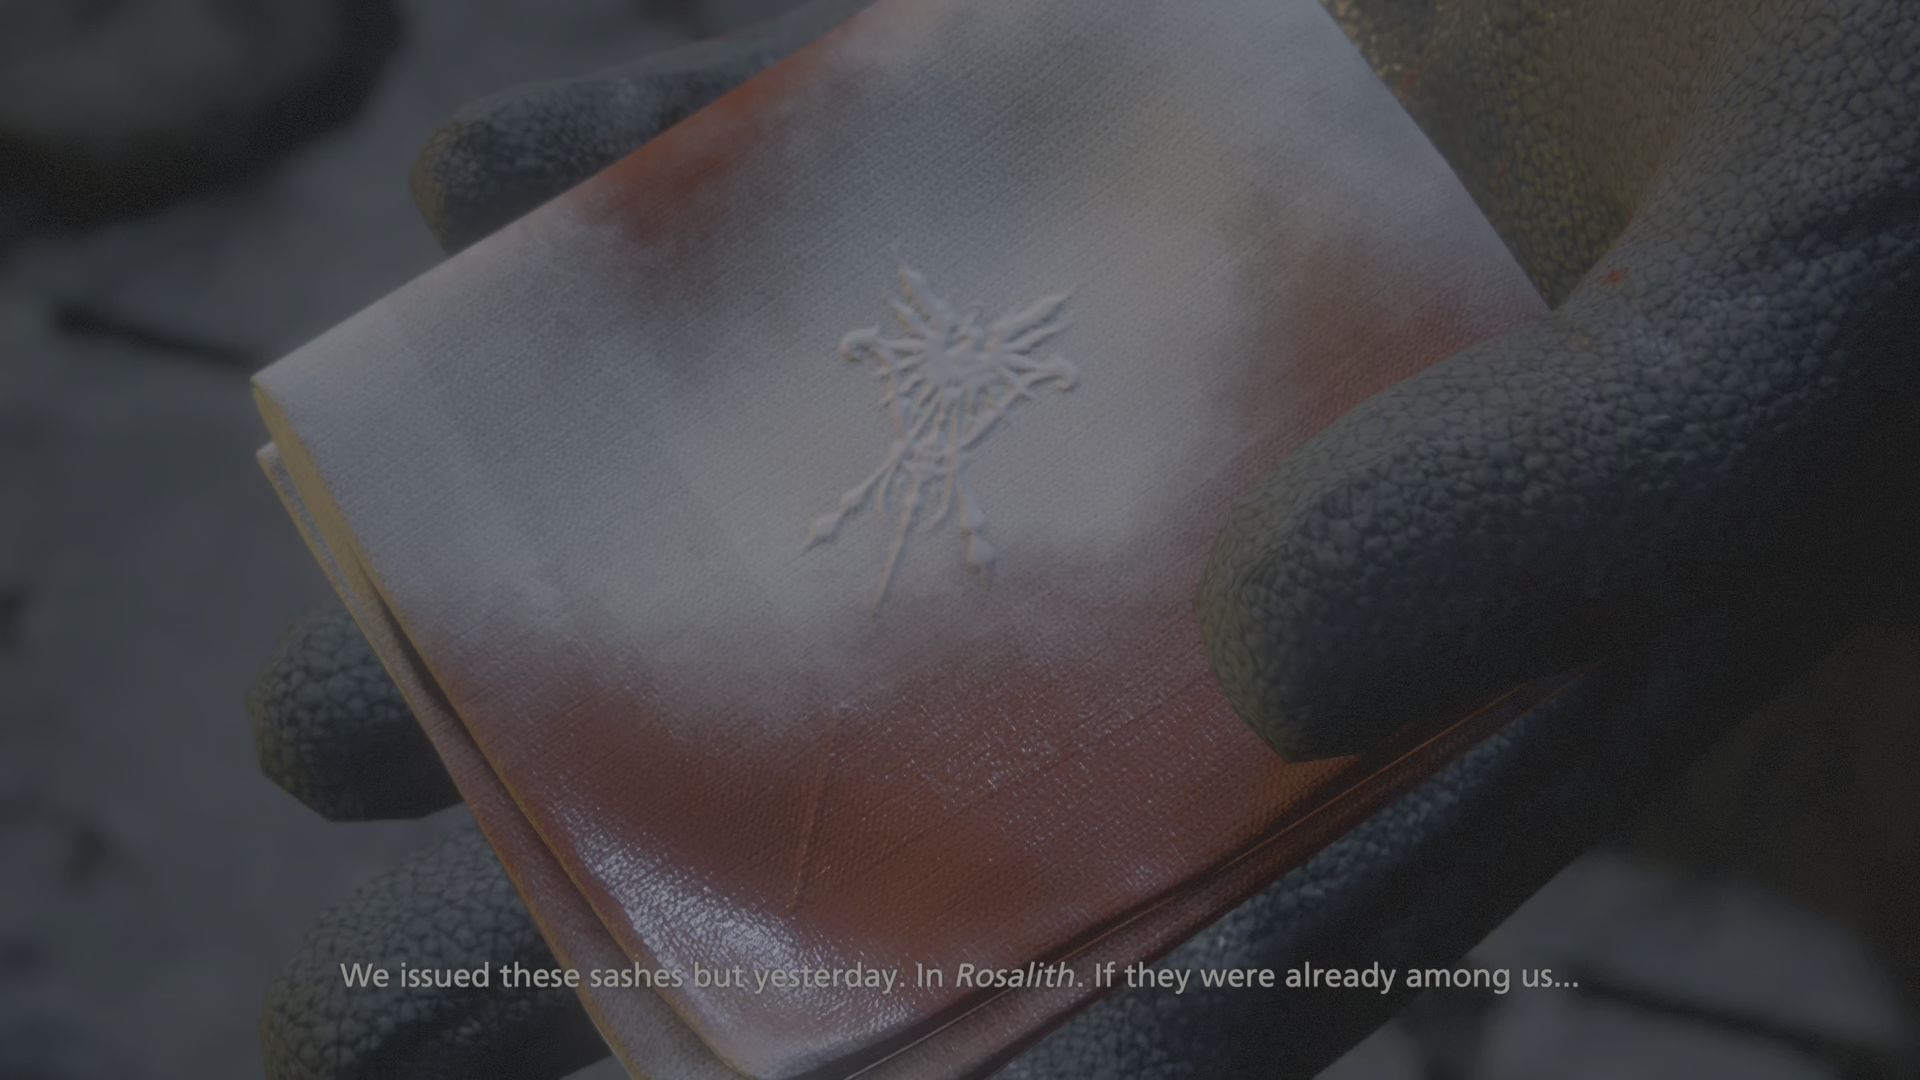 We issued these sashes but yesterday. In Rosalith. If they were already among us...